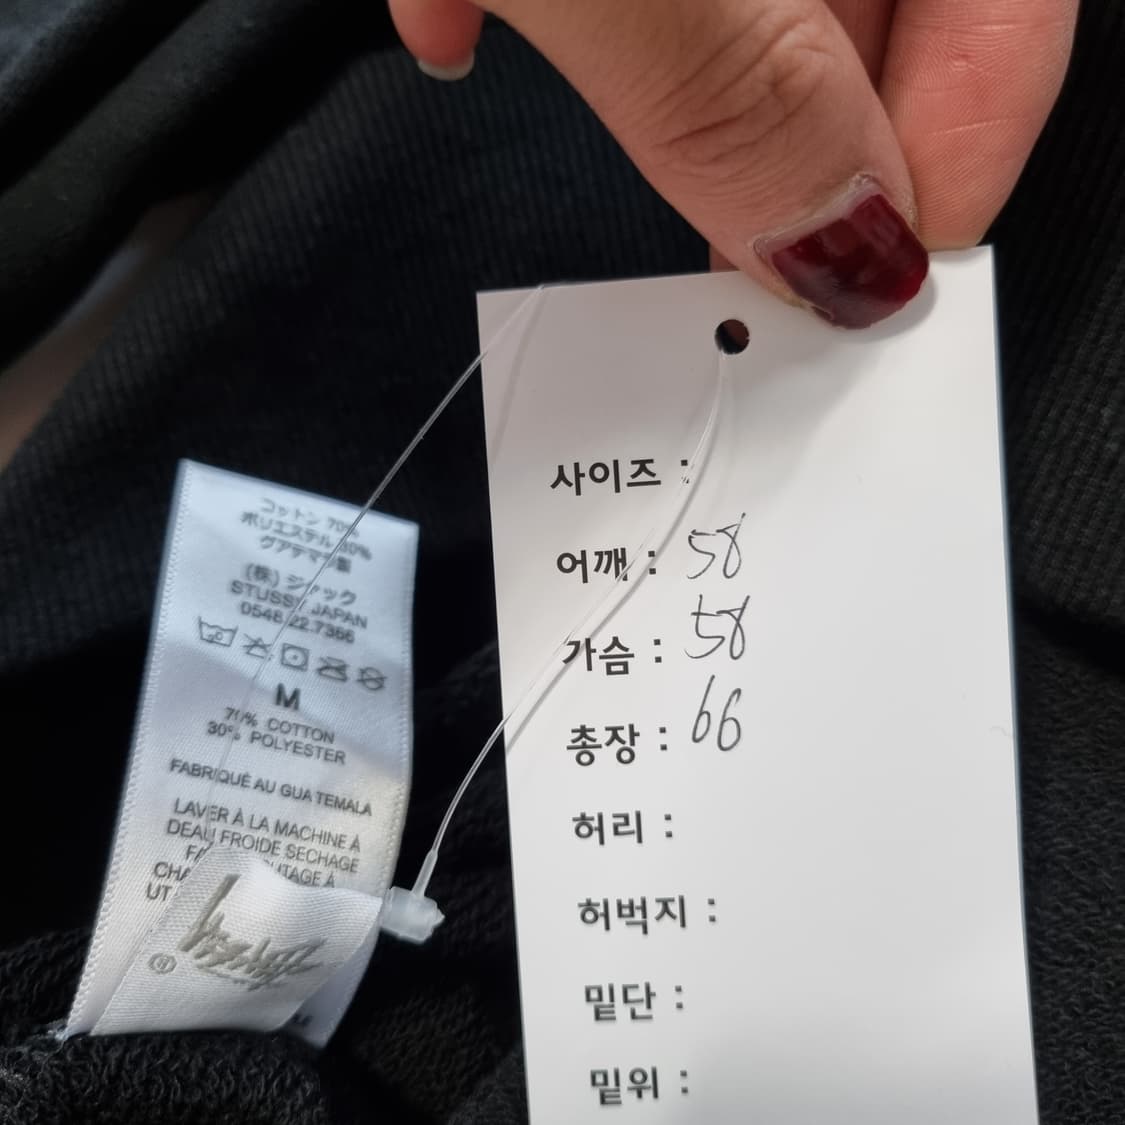 コットン 70%
ポリエステル 30%
グアテマラ製
(株) ジャック
STUSSY JAPAN
0548.22.7366
M
70% COTTON
30% POLYESTER
FABRIQUÉ AU GUATEMALA
LAVER À LA MACHINE À
DEAU FROIDE SECHAGE
UT
사이즈 :
어깨 : 58
가슴 : 58
총장 : 66
허리 :
허벅지 :
밑단 :
밑위 :